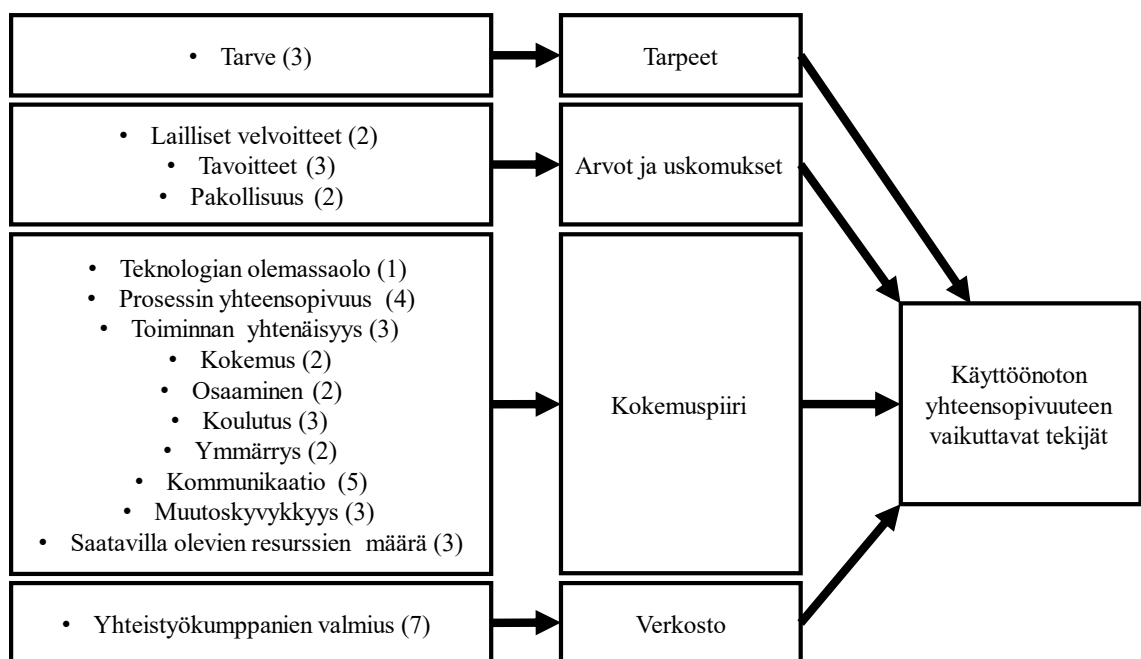 • Tarve (3)
Tarpeet
• Lailliset velvoitteet (2)
• Tavoitteet (3)
• Pakollisuus (2)
Arvot ja uskomukset
• Teknologian olemassaolo (1)
• Prosessin yhteensopivuus (4)
• Toiminnan yhtenäisyys (3)
• Kokemus (2)
• Osaaminen (2)
• Koulutus (3)
• Ymmärrys (2)
• Kommunikaatio (5)
• Muutoskyvykkyys (3)
• Saatavilla olevien resurssien määrä (3)
Kokemuspiiri
• Yhteistyökumppanien valmius (7)
Verkosto
Käyttöönoton
yhteensopivuuteen
vaikuttavat tekijät